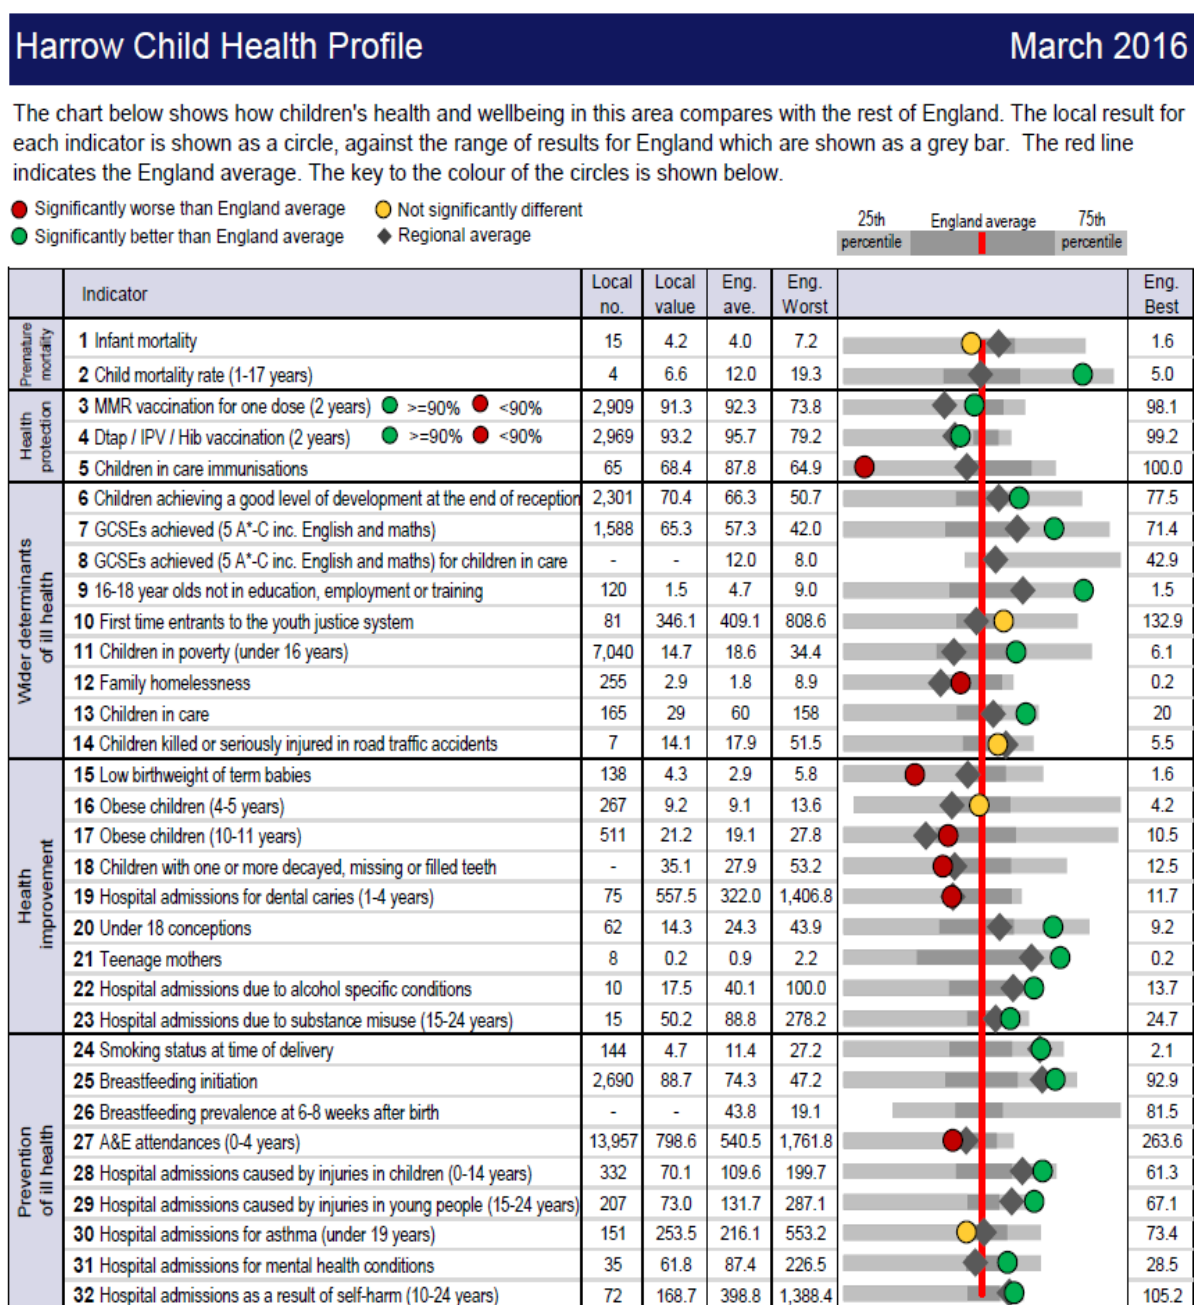 Harrow Child Health Profile March 2016
The chart below shows how children's health and wellbeing in this area compares with the rest of England. The local result for
each indicator is shown as a circle, against the range of results for England which are shown as a grey bar. The red line
indicates the England average. The key to the colour of the circles is shown below.
Significantly worse than England average Not significantly different
Significantly better than England average Regional average
25th percentile England average 75th percentile
Indicator Local no. Local value Eng. ave. Eng. Worst Eng. Best
Premature mortality
1 Infant mortality 15 4.2 4.0 7.2 1.6
2 Child mortality rate (1-17 years) 4 6.6 12.0 19.3 5.0
Health protection
3 MMR vaccination for one dose (2 years) >=90% <90% 2,909 91.3 92.3 73.8 98.1
4 Dtap / IPV / Hib vaccination (2 years) >=90% <90% 2,969 93.2 95.7 79.2 99.2
5 Children in care immunisations 65 68.4 87.8 64.9 100.0
Wider determinants of ill health
6 Children achieving a good level of development at the end of reception 2,301 70.4 66.3 50.7 77.5
7 GCSEs achieved (5 A*-C inc. English and maths) 1,588 65.3 57.3 42.0 71.4
8 GCSEs achieved (5 A*-C inc. English and maths) for children in care - - 12.0 8.0 42.9
9 16-18 year olds not in education, employment or training 120 1.5 4.7 9.0 1.5
10 First time entrants to the youth justice system 81 346.1 409.1 808.6 132.9
11 Children in poverty (under 16 years) 7,040 14.7 18.6 34.4 6.1
12 Family homelessness 255 2.9 1.8 8.9 0.2
13 Children in care 165 29 60 158 20
14 Children killed or seriously injured in road traffic accidents 7 14.1 17.9 51.5 5.5
Health improvement
15 Low birthweight of term babies 138 4.3 2.9 5.8 1.6
16 Obese children (4-5 years) 267 9.2 9.1 13.6 4.2
17 Obese children (10-11 years) 511 21.2 19.1 27.8 10.5
18 Children with one or more decayed, missing or filled teeth - 35.1 27.9 53.2 12.5
19 Hospital admissions for dental caries (1-4 years) 75 557.5 322.0 1,406.8 11.7
20 Under 18 conceptions 62 14.3 24.3 43.9 9.2
21 Teenage mothers 8 0.2 0.9 2.2 0.2
22 Hospital admissions due to alcohol specific conditions 10 17.5 40.1 100.0 13.7
23 Hospital admissions due to substance misuse (15-24 years) 15 50.2 88.8 278.2 24.7
Prevention of ill health
24 Smoking status at time of delivery 144 4.7 11.4 27.2 2.1
25 Breastfeeding initiation 2,690 88.7 74.3 47.2 92.9
26 Breastfeeding prevalence at 6-8 weeks after birth - - 43.8 19.1 81.5
27 A&E attendances (0-4 years) 13,957 798.6 540.5 1,761.8 263.6
28 Hospital admissions caused by injuries in children (0-14 years) 332 70.1 109.6 199.7 61.3
29 Hospital admissions caused by injuries in young people (15-24 years) 207 73.0 131.7 287.1 67.1
30 Hospital admissions for asthma (under 19 years) 151 253.5 216.1 553.2 73.4
31 Hospital admissions for mental health conditions 35 61.8 87.4 226.5 28.5
32 Hospital admissions as a result of self-harm (10-24 years) 72 168.7 398.8 1,388.4 105.2